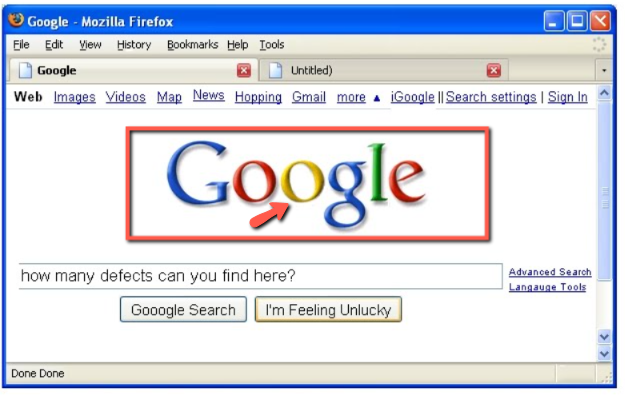 Google - Mozilla Firefox
File Edit View History Bookmarks Help Tools
Google Untitled)
Web Images Videos Map News Hopping Gmail more ▲ iGoogle || Search settings | Sign In
Google
how many defects can you find here?
Advanced Search
Langauge Tools
Gooogle Search I'm Feeling Unlucky
Done Done